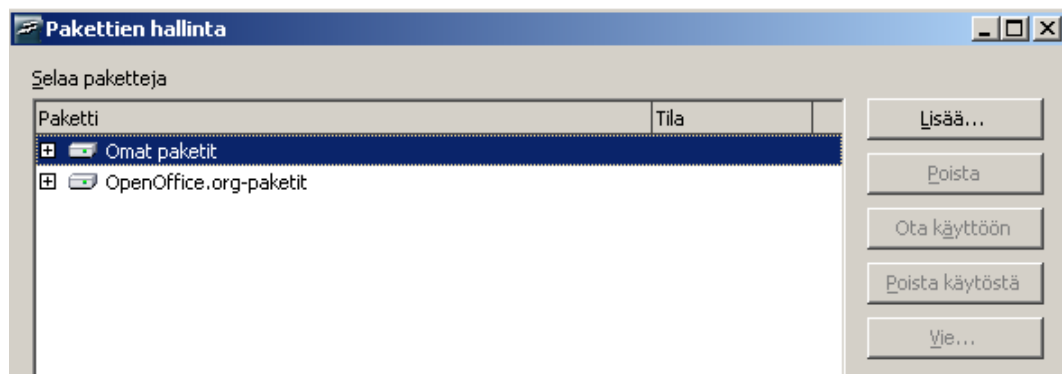 Pakettien hallinta
Selaa paketteja
Paketti Tila
Lisää...
Omat paketit
OpenOffice.org-paketit
Poista
Ota käyttöön
Poista käytöstä
Vie...